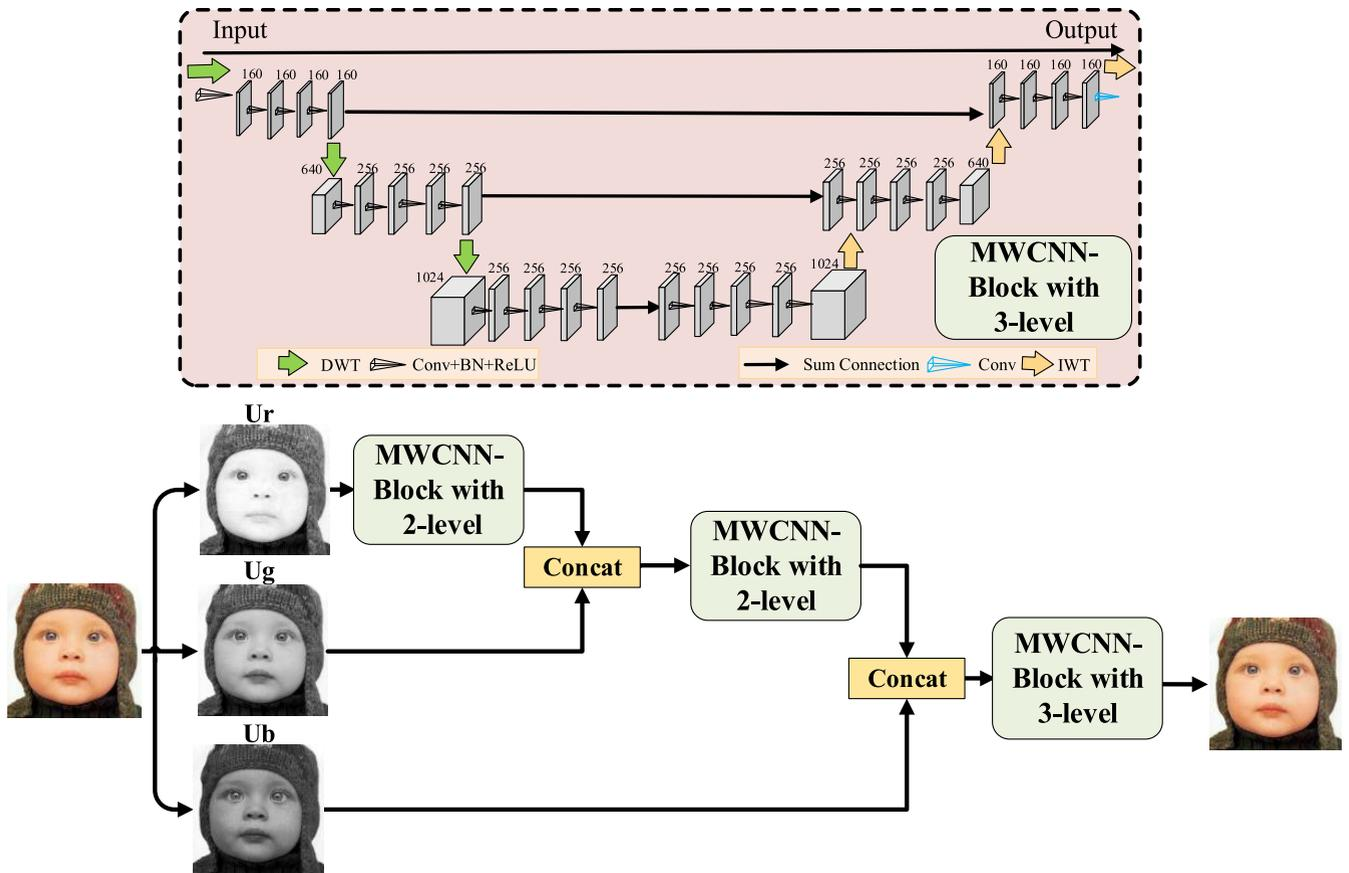 Input
Output
160 160 160 160
160 160 160 160
640 256 256 256 256
256 256 256 256 640
1024 256 256 256 256
256 256 256 256 1024
MWCNN-
Block with
3-level
DWT Conv+BN+ReLU
Sum Connection Conv IWT
Ur
MWCNN-
Block with
2-level
Concat
Ug
MWCNN-
Block with
2-level
Concat
MWCNN-
Block with
3-level
Ub